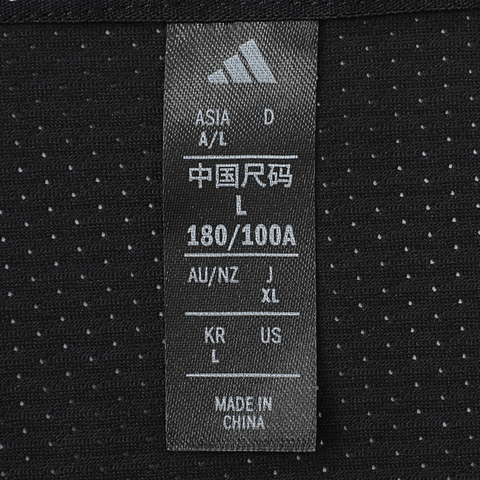 ASIA D
A/L
中国尺码
L
180/100A
AU/NZ J
XL
KR US
L
MADE IN
CHINA